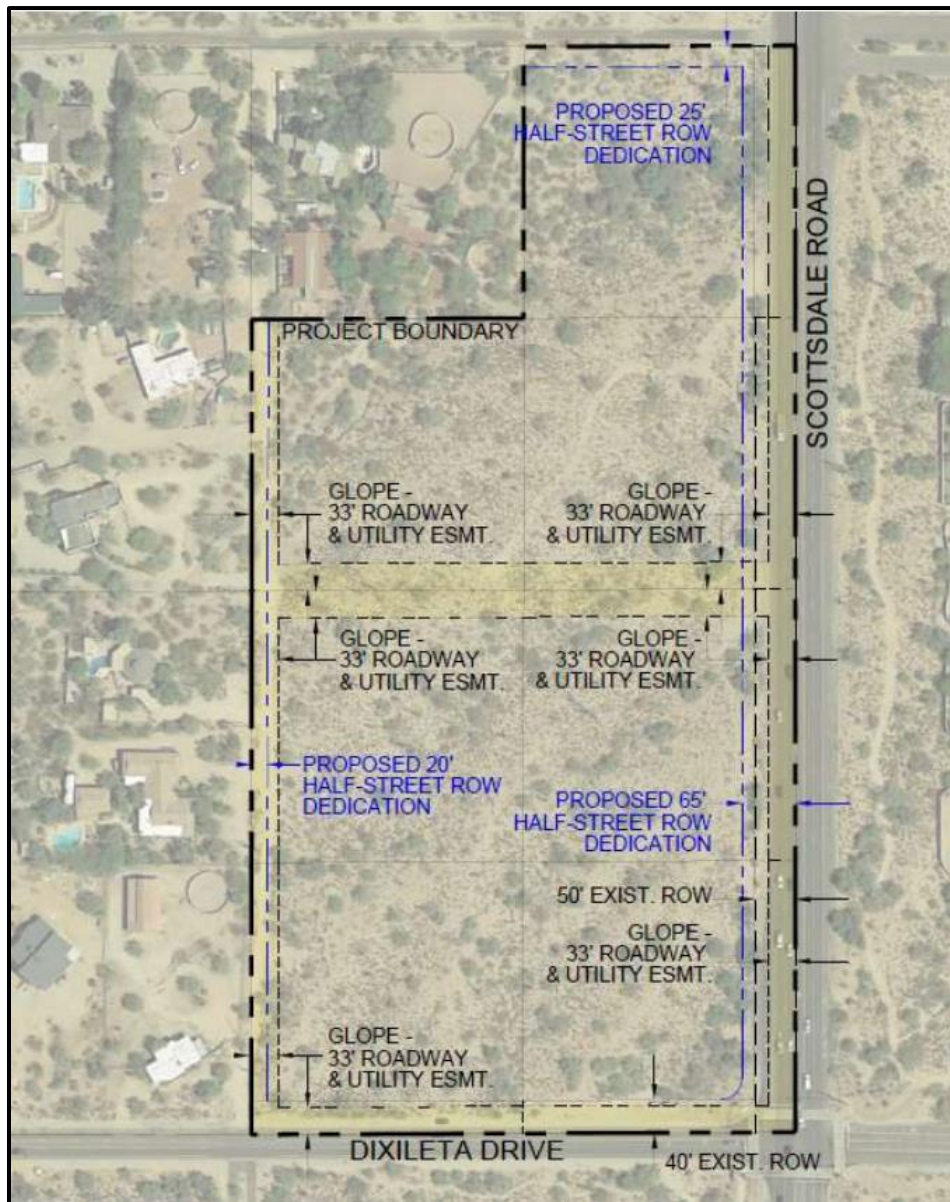 PROPOSED 25'
HALF-STREET ROW
DEDICATION
SCOTTSDALE ROAD
PROJECT BOUNDARY
GLOPE -
33' ROADWAY
& UTILITY ESMT.
GLOPE -
33' ROADWAY
& UTILITY ESMT.
GLOPE -
33' ROADWAY
& UTILITY ESMT.
GLOPE -
33' ROADWAY
& UTILITY ESMT.
PROPOSED 20'
HALF-STREET ROW
DEDICATION
PROPOSED 65'
HALF-STREET ROW
DEDICATION
50' EXIST. ROW
GLOPE -
33' ROADWAY
& UTILITY ESMT.
GLOPE -
33' ROADWAY
& UTILITY ESMT.
DIXILETA DRIVE
40' EXIST. ROW